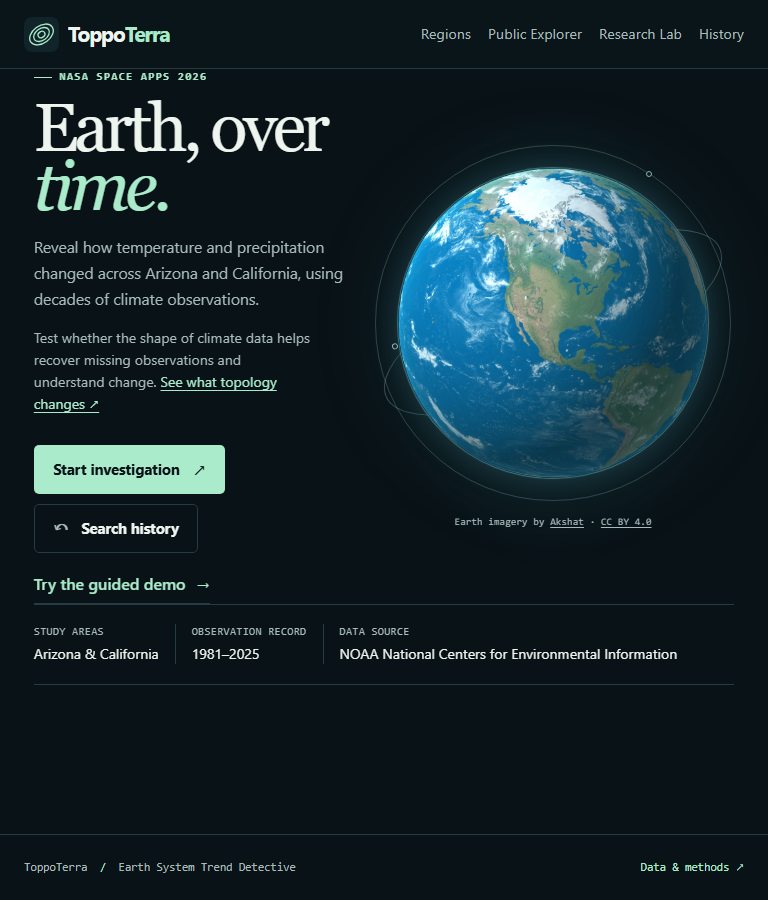 ToppoTerra
Regions Public Explorer Research Lab History
NASA SPACE APPS 2026
Earth, over
time.
Reveal how temperature and precipitation
changed across Arizona and California, using
decades of climate observations.
Test whether the shape of climate data helps
recover missing observations and
understand change. See what topology
changes ↗
Start investigation ↗
Search history
Earth imagery by Akshat · CC BY 4.0
Try the guided demo →
STUDY AREAS
Arizona & California
OBSERVATION RECORD
1981–2025
DATA SOURCE
NOAA National Centers for Environmental Information
ToppoTerra / Earth System Trend Detective
Data & methods ↗